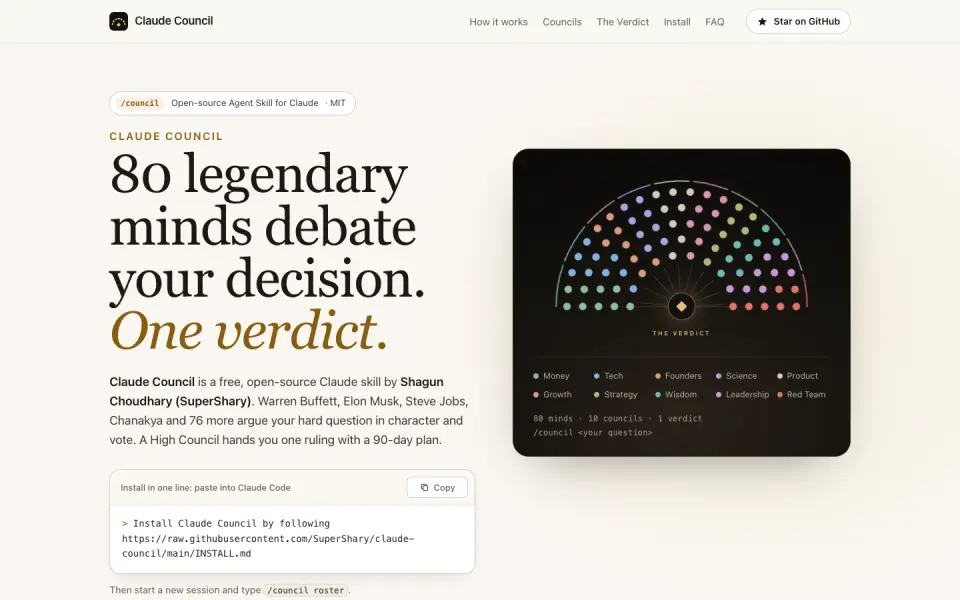 Claude Council
How it works
Councils
The Verdict
Install
FAQ
Star on GitHub
/council Open-source Agent Skill for Claude · MIT
CLAUDE COUNCIL
80 legendary
minds debate
your decision.
One verdict.
Claude Council is a free, open-source Claude skill by Shagun
Choudhary (SuperShary). Warren Buffett, Elon Musk, Steve Jobs,
Chanakya and 76 more argue your hard question in character and
vote. A High Council hands you one ruling with a 90-day plan.
Install in one line: paste into Claude Code
Copy
> Install Claude Council by following
https://raw.githubusercontent.com/SuperShary/claude-
council/main/INSTALL.md
Then start a new session and type /council roster.
THE VERDICT
Money
Tech
Founders
Science
Product
Growth
Strategy
Wisdom
Leadership
Red Team
80 minds · 10 councils · 1 verdict
/council <your question>